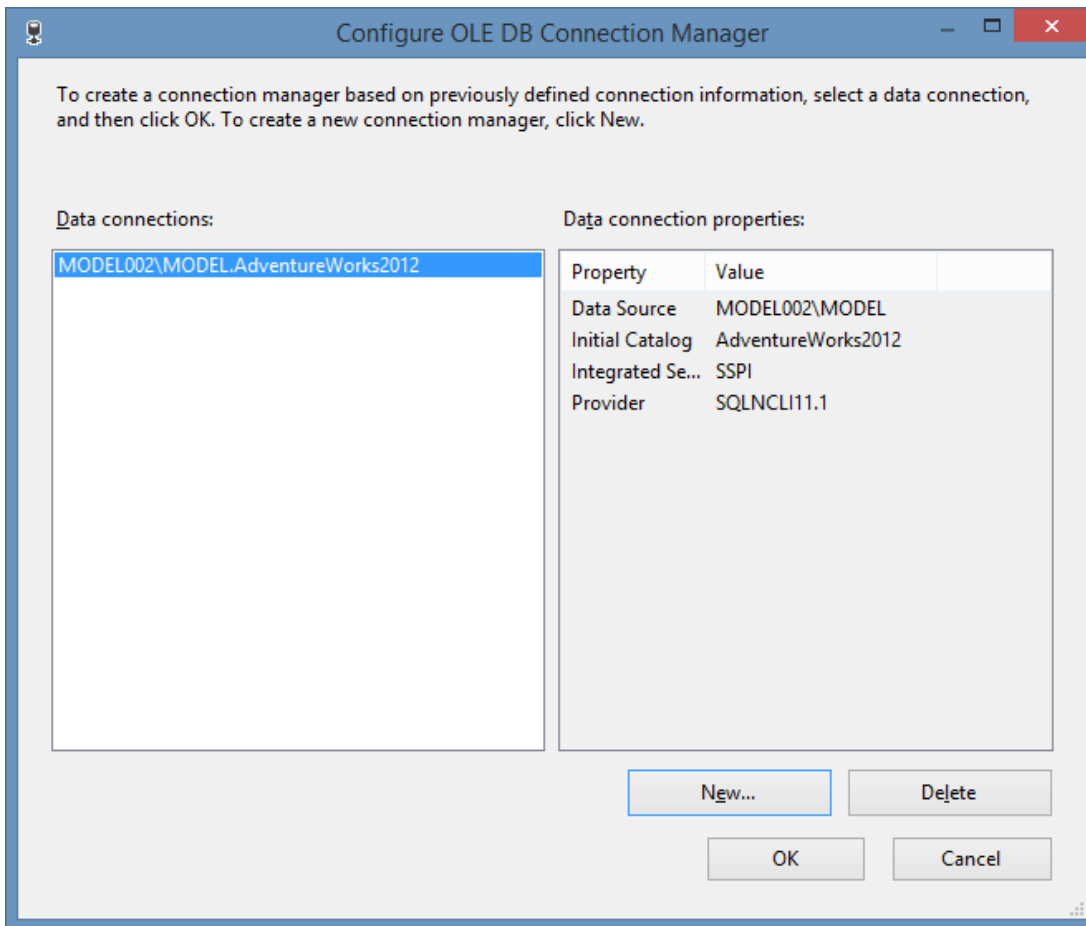 Configure OLE DB Connection Manager
To create a connection manager based on previously defined connection information, select a data connection,
and then click OK. To create a new connection manager, click New.
Data connections:
Data connection properties:
MODEL002\MODEL.AdventureWorks2012
Property Value
Data Source MODEL002\MODEL
Initial Catalog AdventureWorks2012
Integrated Se... SSPI
Provider SQLNCLI11.1
New... Delete
OK Cancel